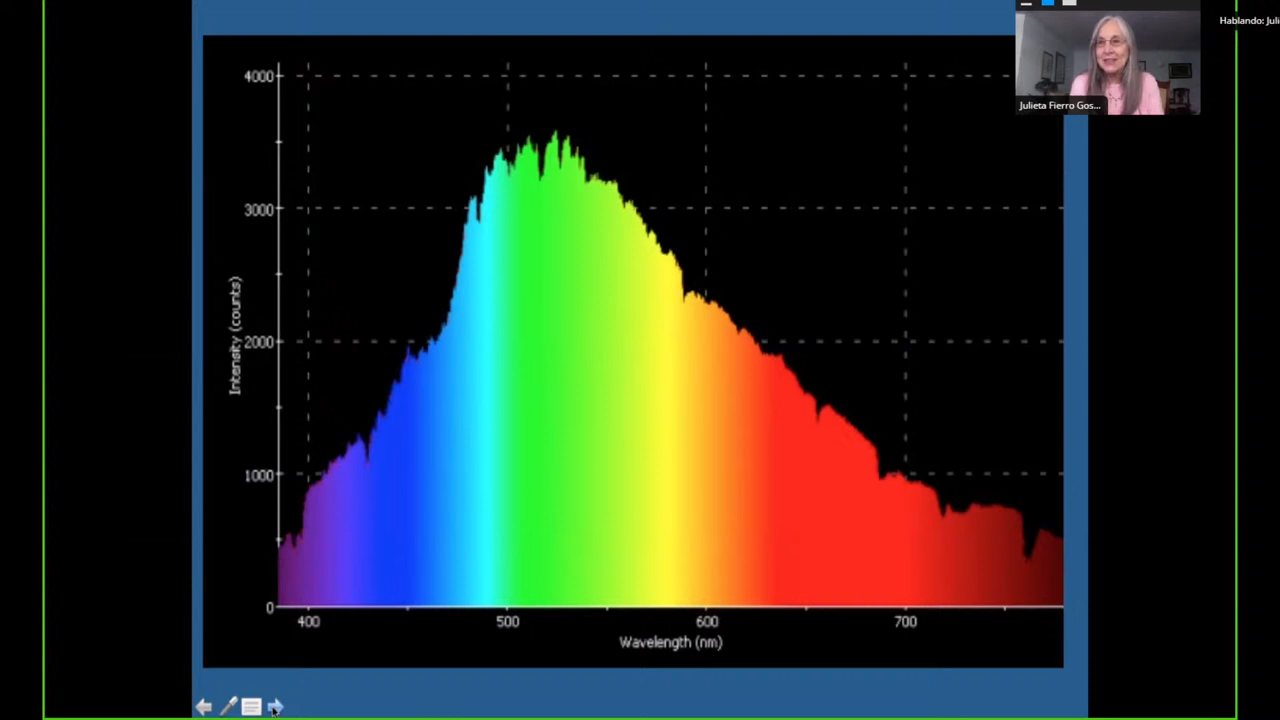 Hablando: Juli
Julieta Fierro Gos...
4000
3000
2000
1000
0
Intensity (counts)
400
500
600
700
Wavelength (nm)